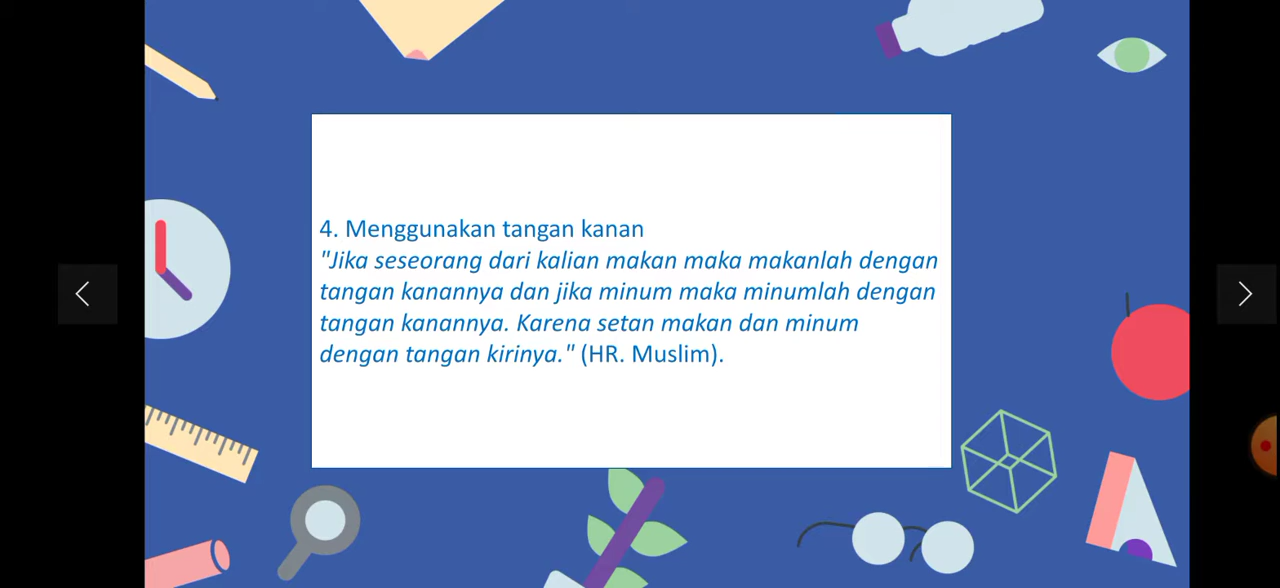 4. Menggunakan tangan kanan
"Jika seseorang dari kalian makan maka makanlah dengan
tangan kanannya dan jika minum maka minumlah dengan
tangan kanannya. Karena setan makan dan minum
dengan tangan kirinya." (HR. Muslim).